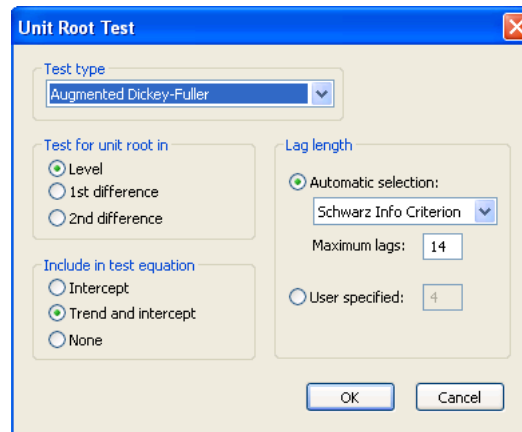 Unit Root Test
Test type
Augmented Dickey-Fuller
Test for unit root in
Level
1st difference
2nd difference
Include in test equation
Intercept
Trend and intercept
None
Lag length
Automatic selection:
Schwarz Info Criterion
Maximum lags: 14
User specified: 4
OK Cancel